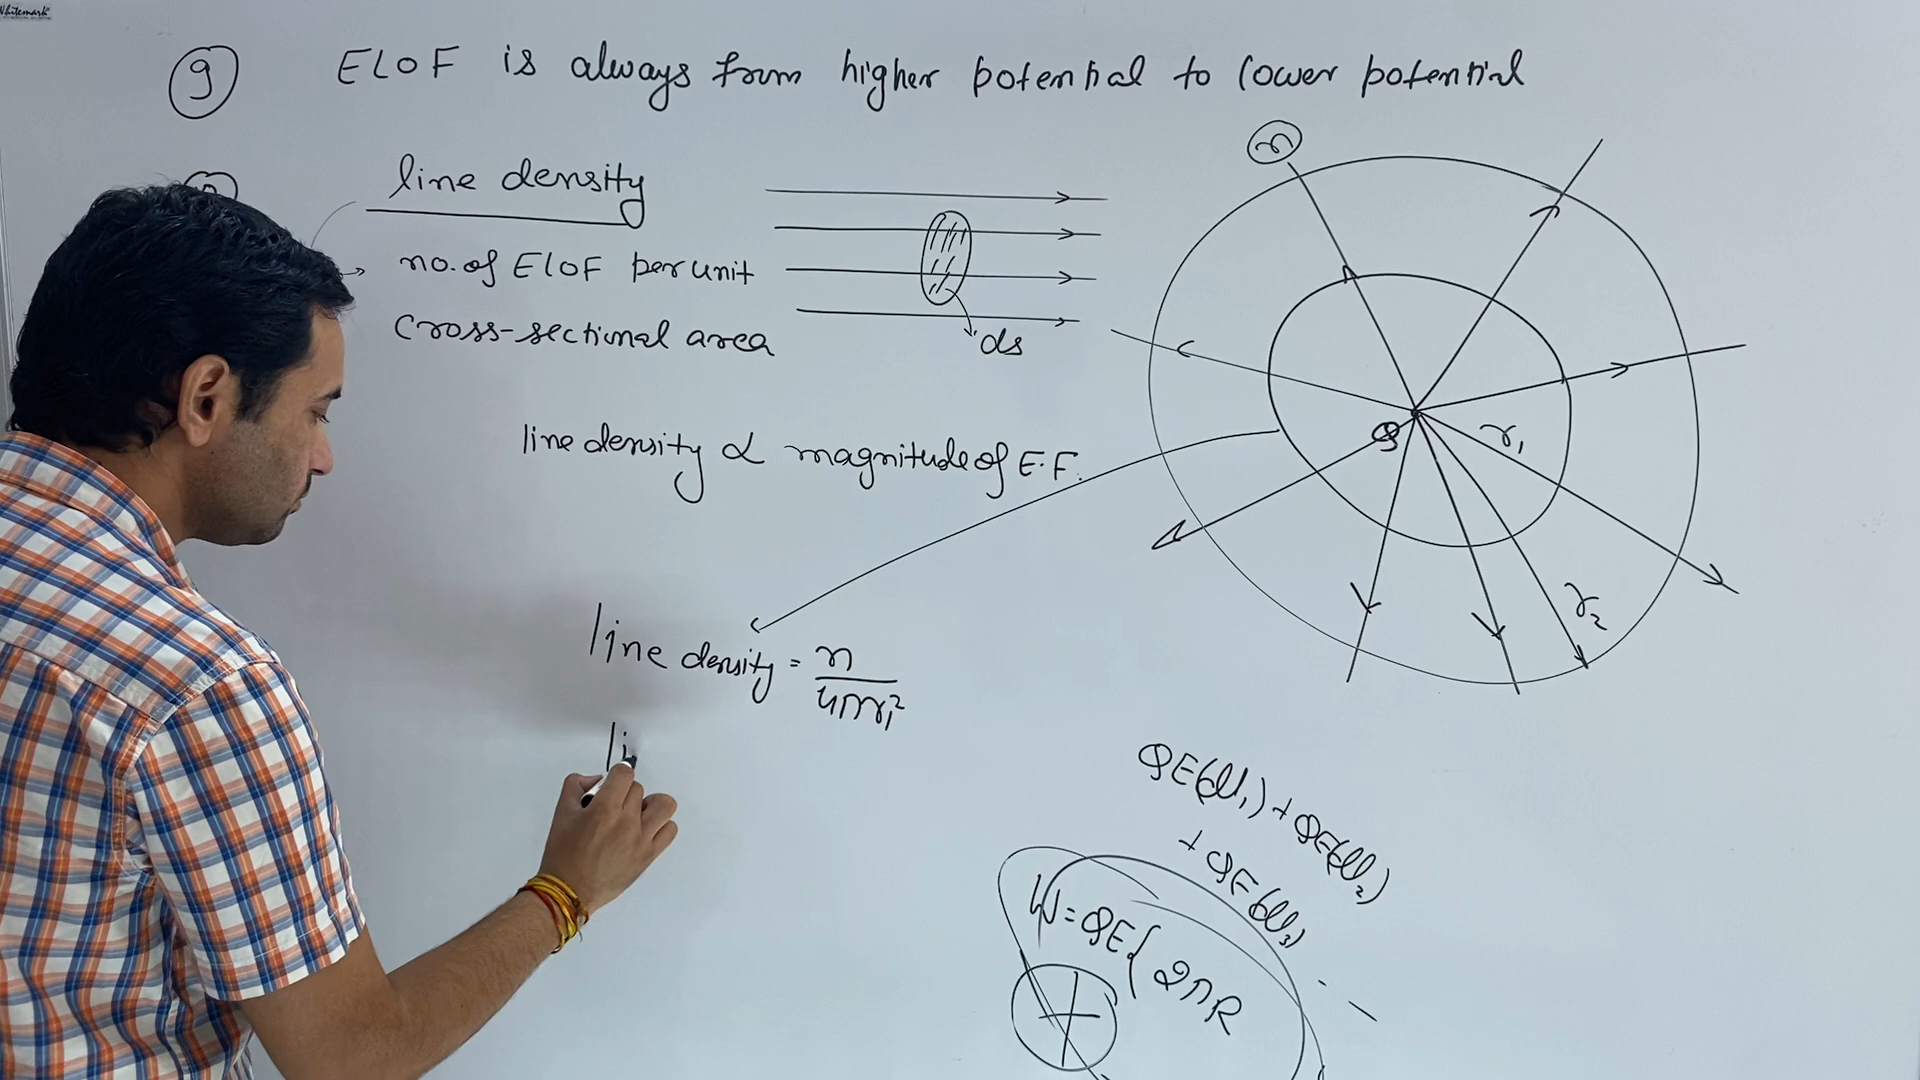 Whitemark
9 ELOF is always from higher potential to lower potential
line density
no. of ELOF per unit
cross-sectional area
ds
line density ∝ magnitude of E.F.
n
Q
r₁
r₂
line density = n/4πr₁²
li
QE(dl₁) + QE(dl₂)
+ QE(dl₃)
W = QE{2πR
+